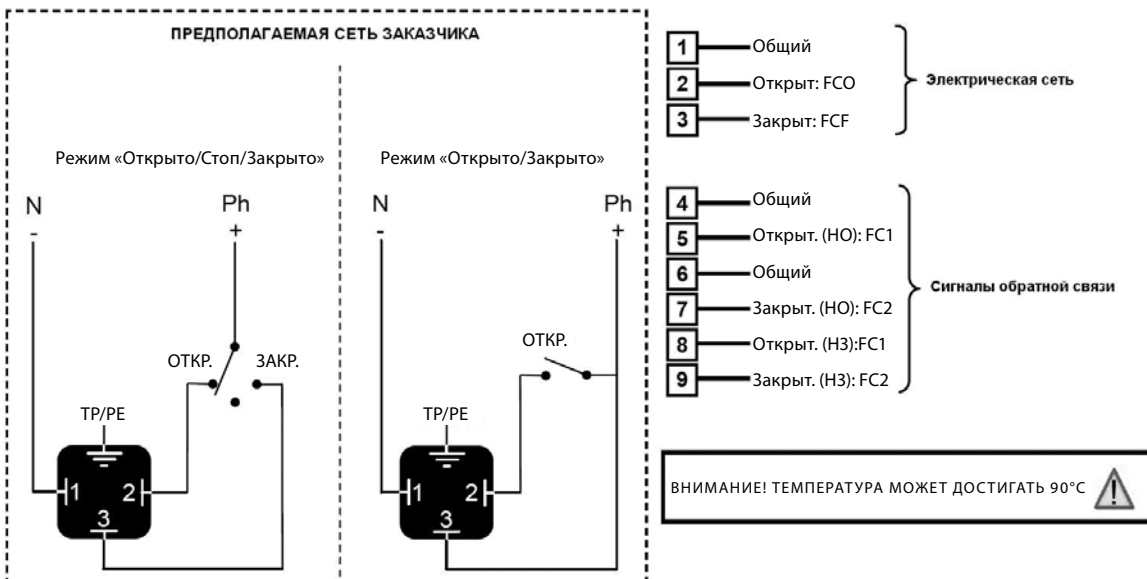 ПРЕДПОЛАГАЕМАЯ СЕТЬ ЗАКАЗЧИКА
Режим «Открыто/Стоп/Закрыто»
N
Ph
-
+
ОТКР.
ЗАКР.
TP/PE
1
2
3
Режим «Открыто/Закрыто»
N
Ph
-
+
ОТКР.
TP/PE
1
2
3
1 Общий
2 Открыт: FCO
3 Закрыт: FCF
Электрическая сеть
4 Общий
5 Открыт. (НО): FC1
6 Общий
7 Закрыт. (НО): FC2
8 Открыт. (НЗ):FC1
9 Закрыт. (НЗ): FC2
Сигналы обратной связи
ВНИМАНИЕ! ТЕМПЕРАТУРА МОЖЕТ ДОСТИГАТЬ 90°C